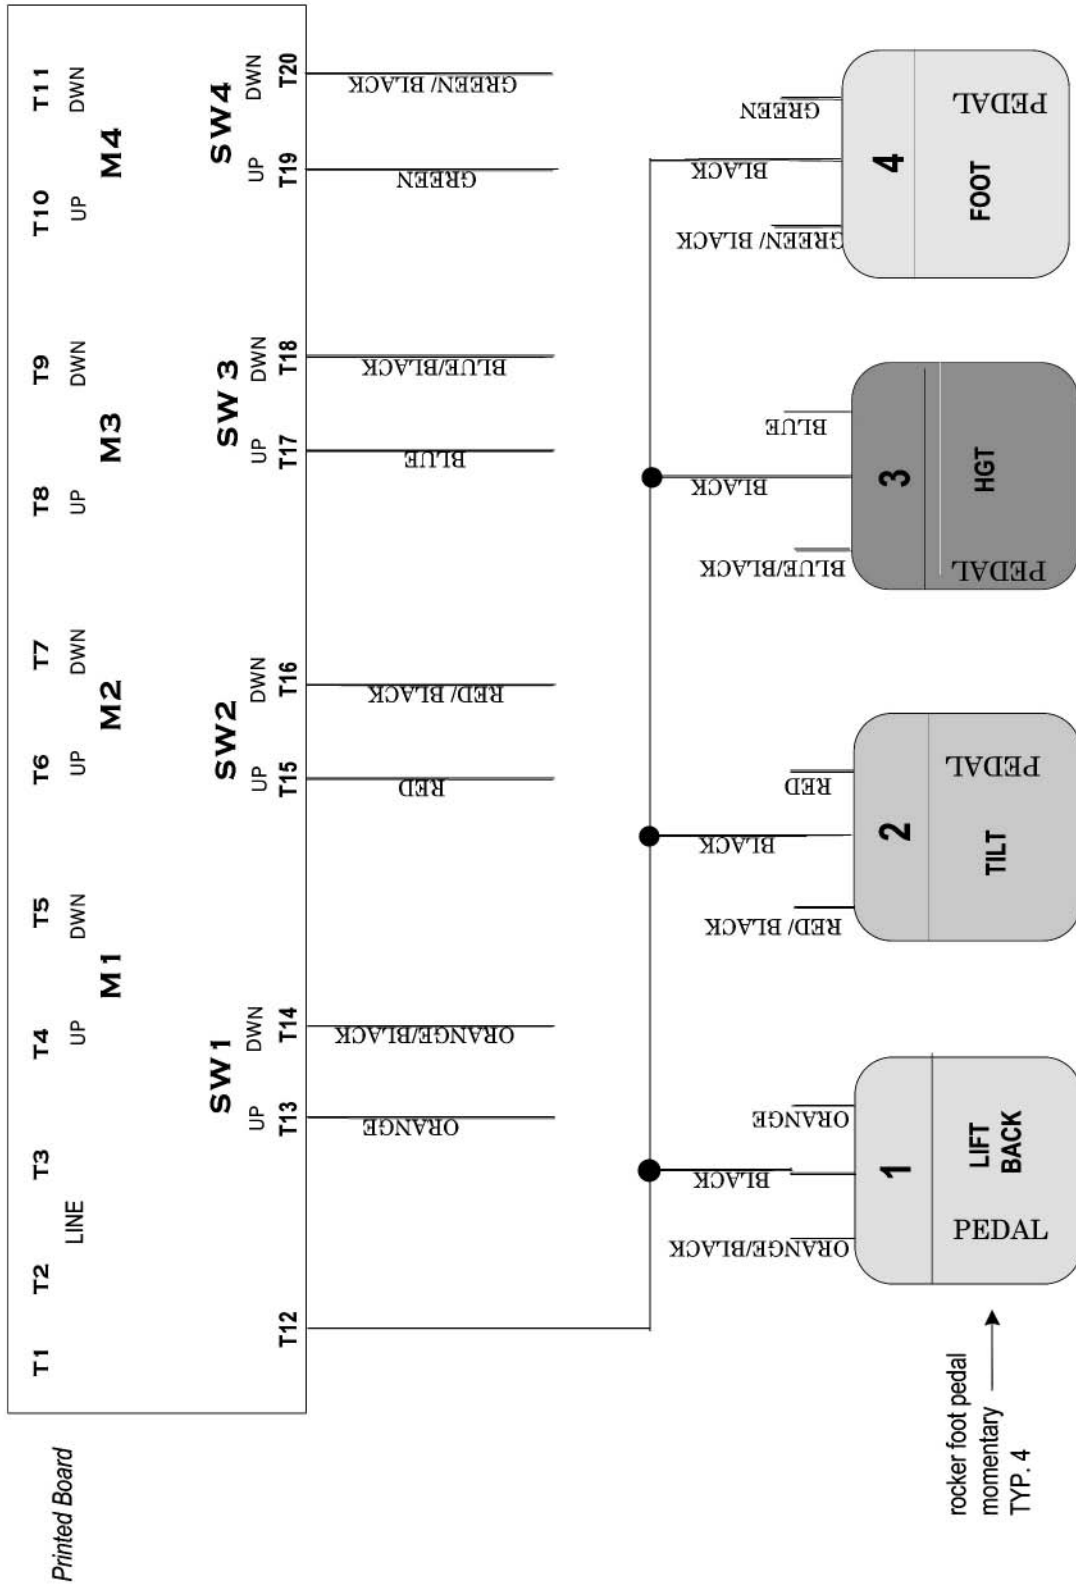 Printed Board
T1 T2 T3 T4 T5 T6 T7 T8 T9 T10 T11
LINE UP DWN UP DWN UP DWN UP DWN
M1 M2 M3 M4
SW1 SW2 SW 3 SW4
UP DWN UP DWN UP DWN UP DWN
T12 T13 T14 T15 T16 T17 T18 T19 T20
ORANGE
ORANGE/BLACK
RED
RED/ BLACK
BLUE
BLUE/BLACK
GREEN
GREEN/ BLACK
ORANGE/BLACK
BLACK
ORANGE
RED/ BLACK
BLACK
RED
BLUE/BLACK
BLACK
BLUE
GREEN/ BLACK
BLACK
GREEN
1
LIFT
BACK
PEDAL
2
TILT
PEDAL
3
HGT
PEDAL
4
FOOT
PEDAL
rocker foot pedal
momentary
TYP. 4